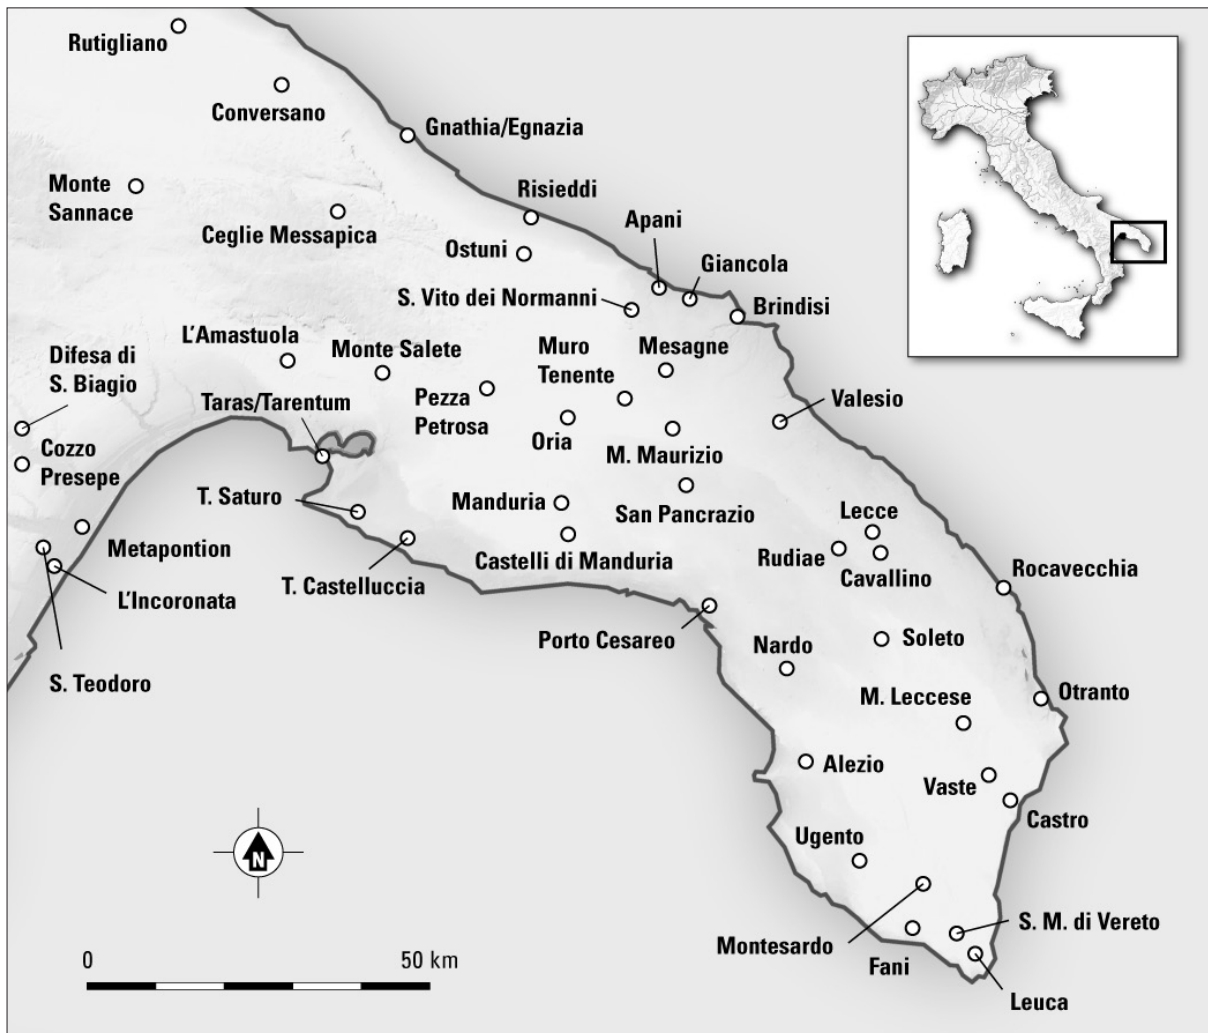 Rutigliano
Conversano
Gnathia/Egnazia
Monte
Sannace
Risieddi
Apani
Ceglie Messapica
Ostuni
Giancola
S. Vito dei Normanni
Brindisi
L'Amastuola
Monte Salete
Muro
Tenente
Mesagne
Difesa di
S. Biagio
Pezza
Petrosa
Valesio
Taras/Tarentum
Oria
M. Maurizio
Cozzo
Presepe
T. Saturo
Manduria
San Pancrazio
Lecce
Metapontion
Castelli di Manduria
Rudiae
Cavallino
Rocavecchia
T. Castelluccia
L'Incoronata
Porto Cesareo
Nardo
Soleto
S. Teodoro
M. Leccese
Otranto
Alezio
Vaste
Castro
Ugento
N
S. M. di Vereto
Montesardo
0
50 km
Fani
Leuca